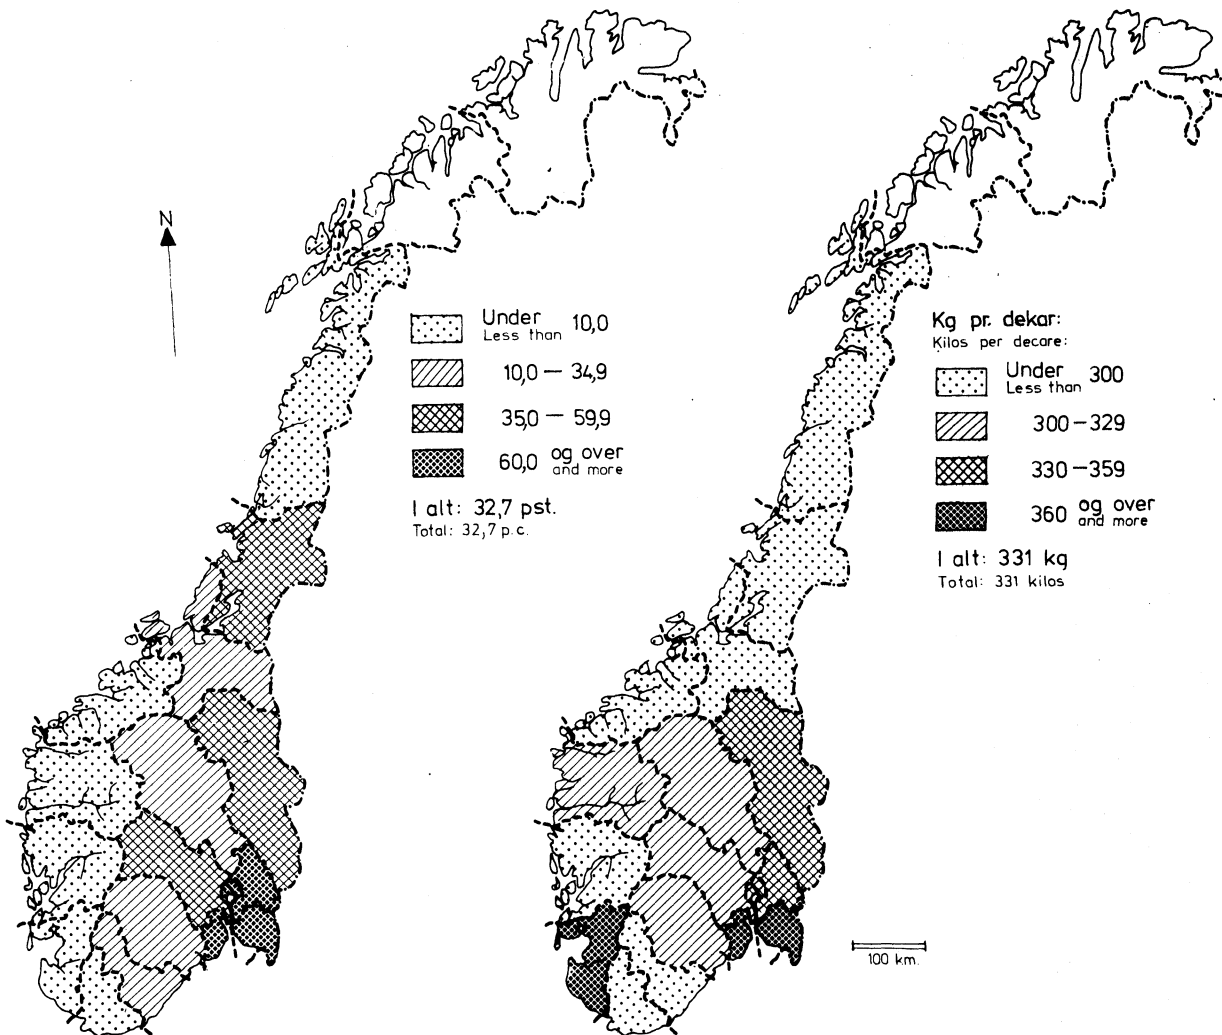 N
Under
Less than 10,0
10,0 — 34,9
35,0 — 59,9
60,0 og over
and more
I alt: 32,7 pst.
Total: 32,7 p.c.
Kg pr. dekar:
Kilos per decare:
Under
Less than 300
300—329
330—359
360 og over
and more
I alt: 331 kg
Total: 331 kilos
100 km.